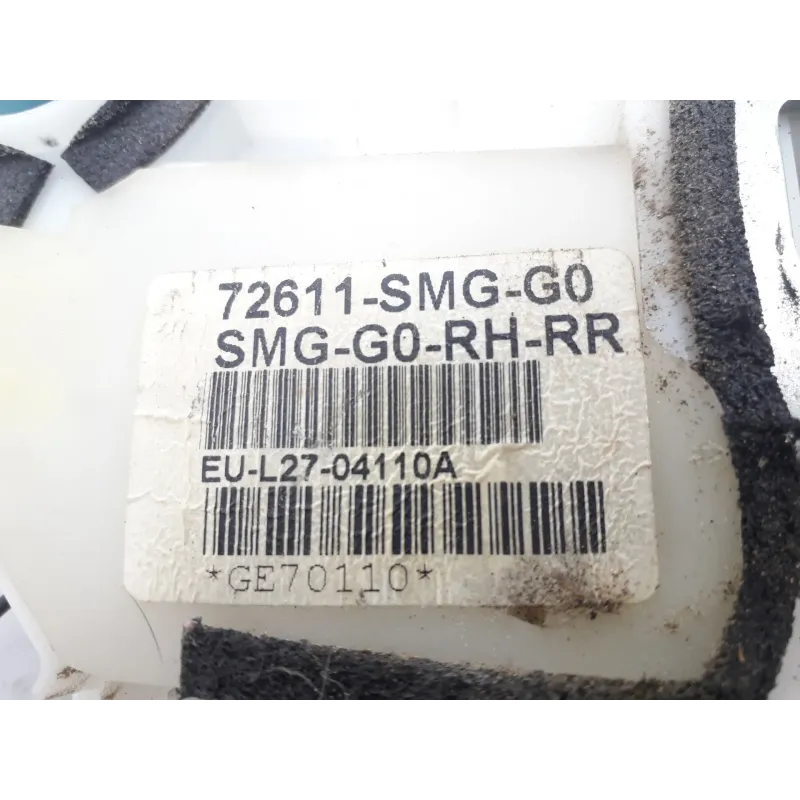 72611-SMG-G0
SMG-G0-RH-RR
EU-L27-04110A
*GE70110*